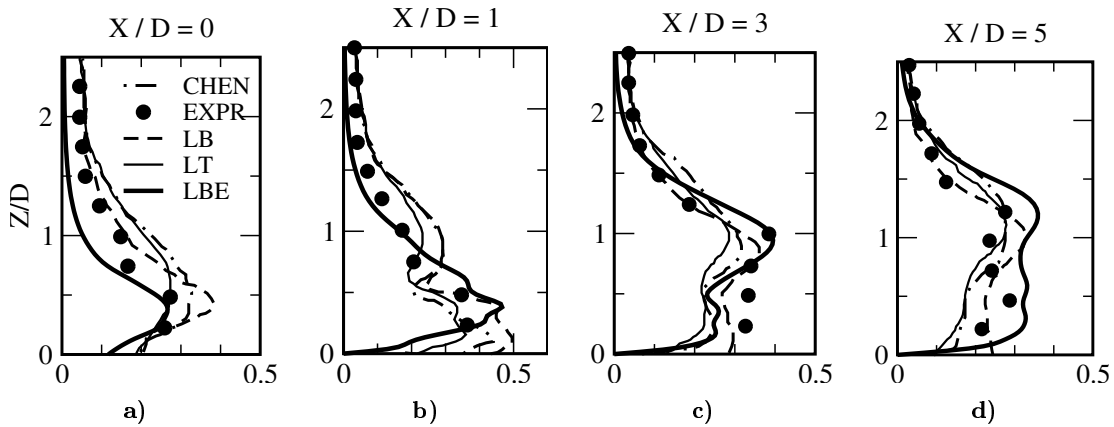 X / D = 0
X / D = 1
X / D = 3
X / D = 5
Z/D
2
1
0
0
0.5
CHEN
EXPR
LB
LT
LBE
a)
2
1
0
0
0.5
b)
2
1
0
0
0.5
c)
2
1
0
0
0.5
d)